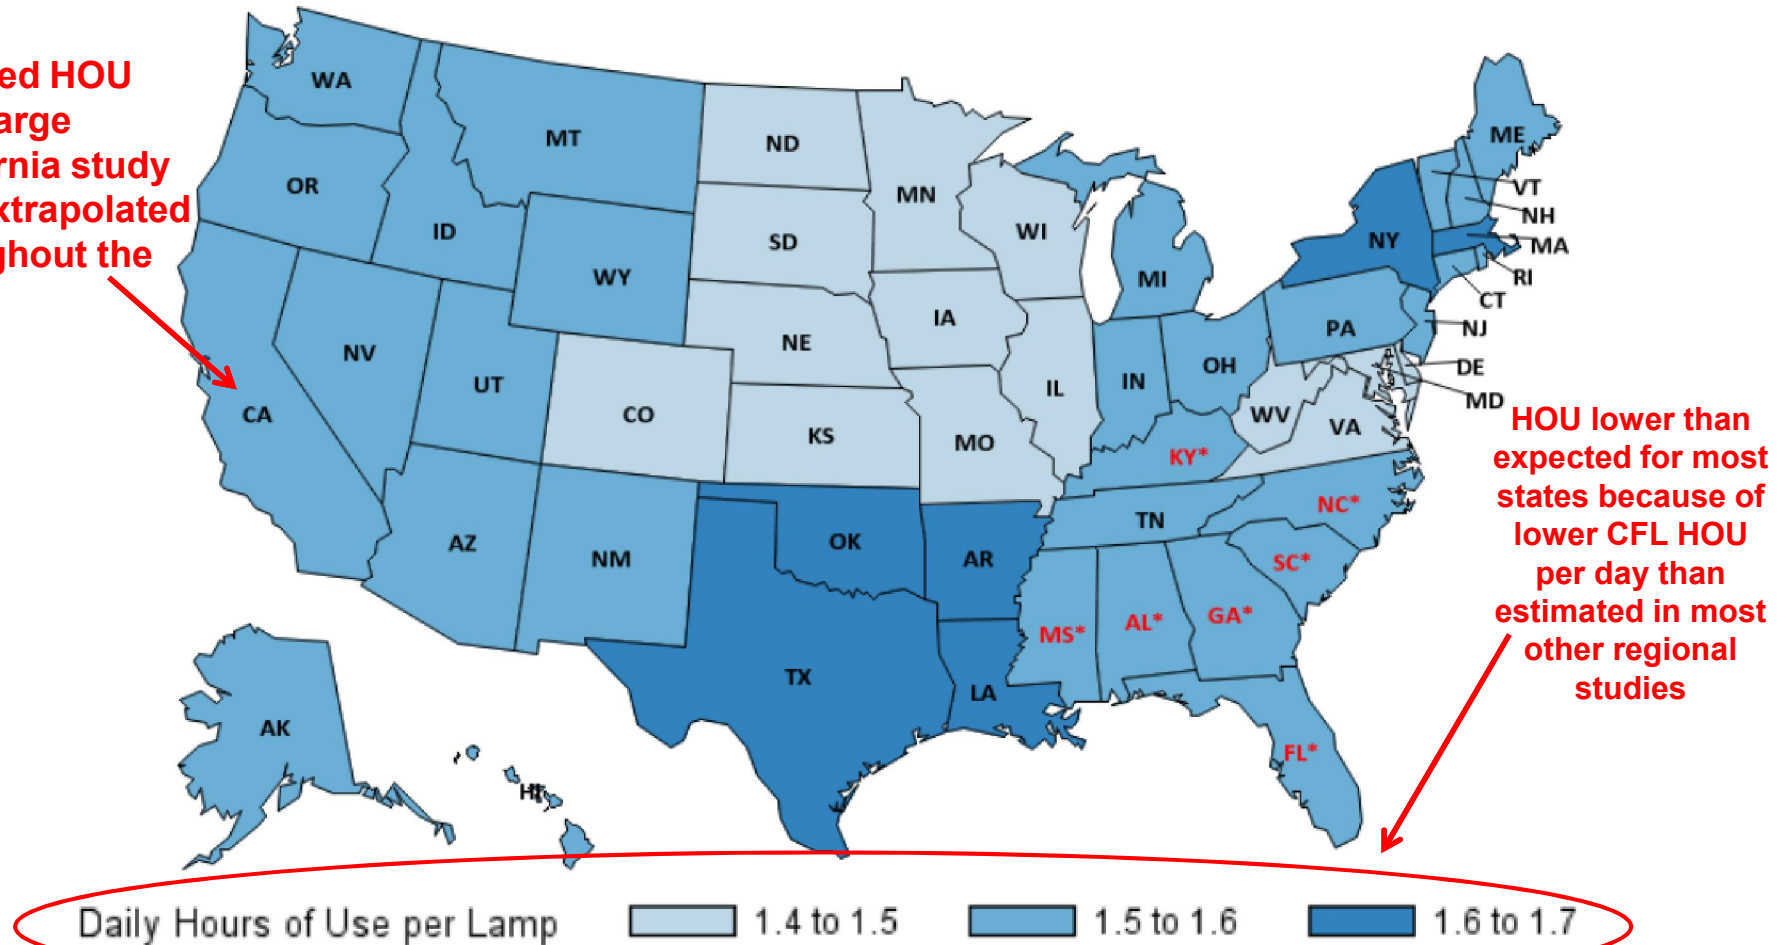 ed HOU
arge
rnia study
xtrapolated
ghout the
WA
OR
CA
NV
ID
MT
WY
UT
AZ
NM
CO
ND
SD
NE
KS
OK
TX
MN
IA
MO
AR
LA
WI
IL
MI
IN
OH
KY*
TN
MS*
AL*
GA*
FL*
SC*
NC*
VA
WV
PA
NY
ME
VT
NH
MA
RI
CT
NJ
DE
MD
AK
HI
HOU lower than
expected for most
states because of
lower CFL HOU
per day than
estimated in most
other regional
studies
Daily Hours of Use per Lamp 1.4 to 1.5 1.5 to 1.6 1.6 to 1.7